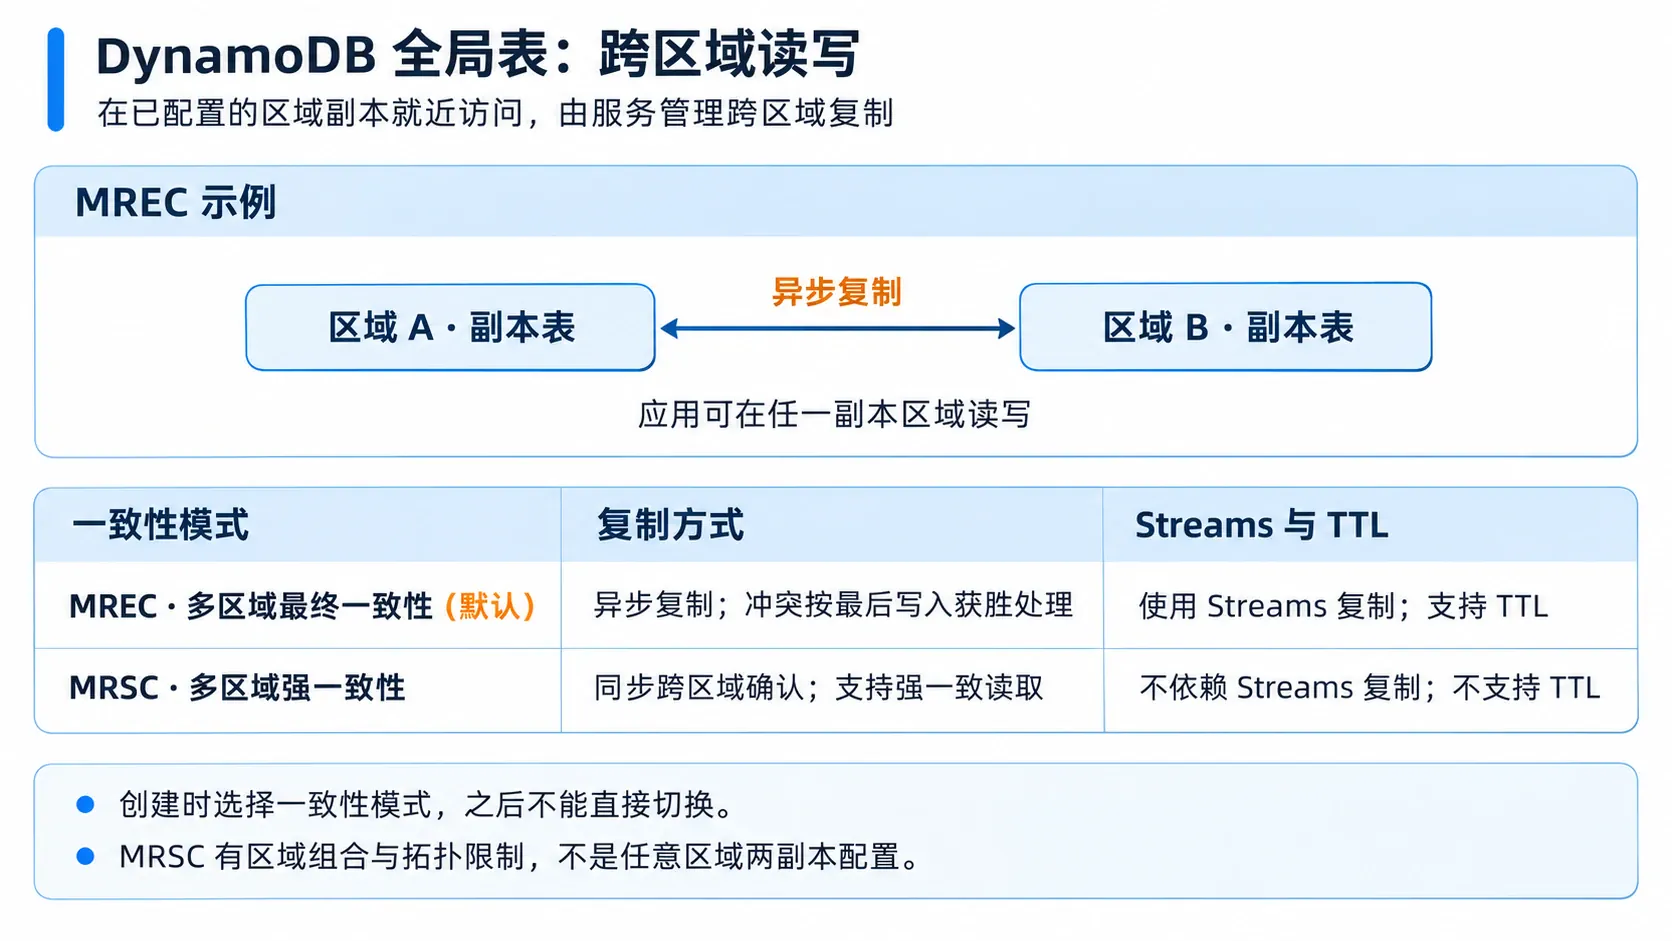 DynamoDB 全局表：跨区域读写
在已配置的区域副本就近访问，由服务管理跨区域复制
MREC 示例
异步复制
区域 A · 副本表
区域 B · 副本表
应用可在任一副本区域读写
一致性模式
复制方式
Streams 与 TTL
MREC · 多区域最终一致性（默认）
异步复制；冲突按最后写入获胜处理
使用 Streams 复制；支持 TTL
MRSC · 多区域强一致性
同步跨区域确认；支持强一致读取
不依赖 Streams 复制；不支持 TTL
创建时选择一致性模式，之后不能直接切换。
MRSC 有区域组合与拓扑限制，不是任意区域两副本配置。